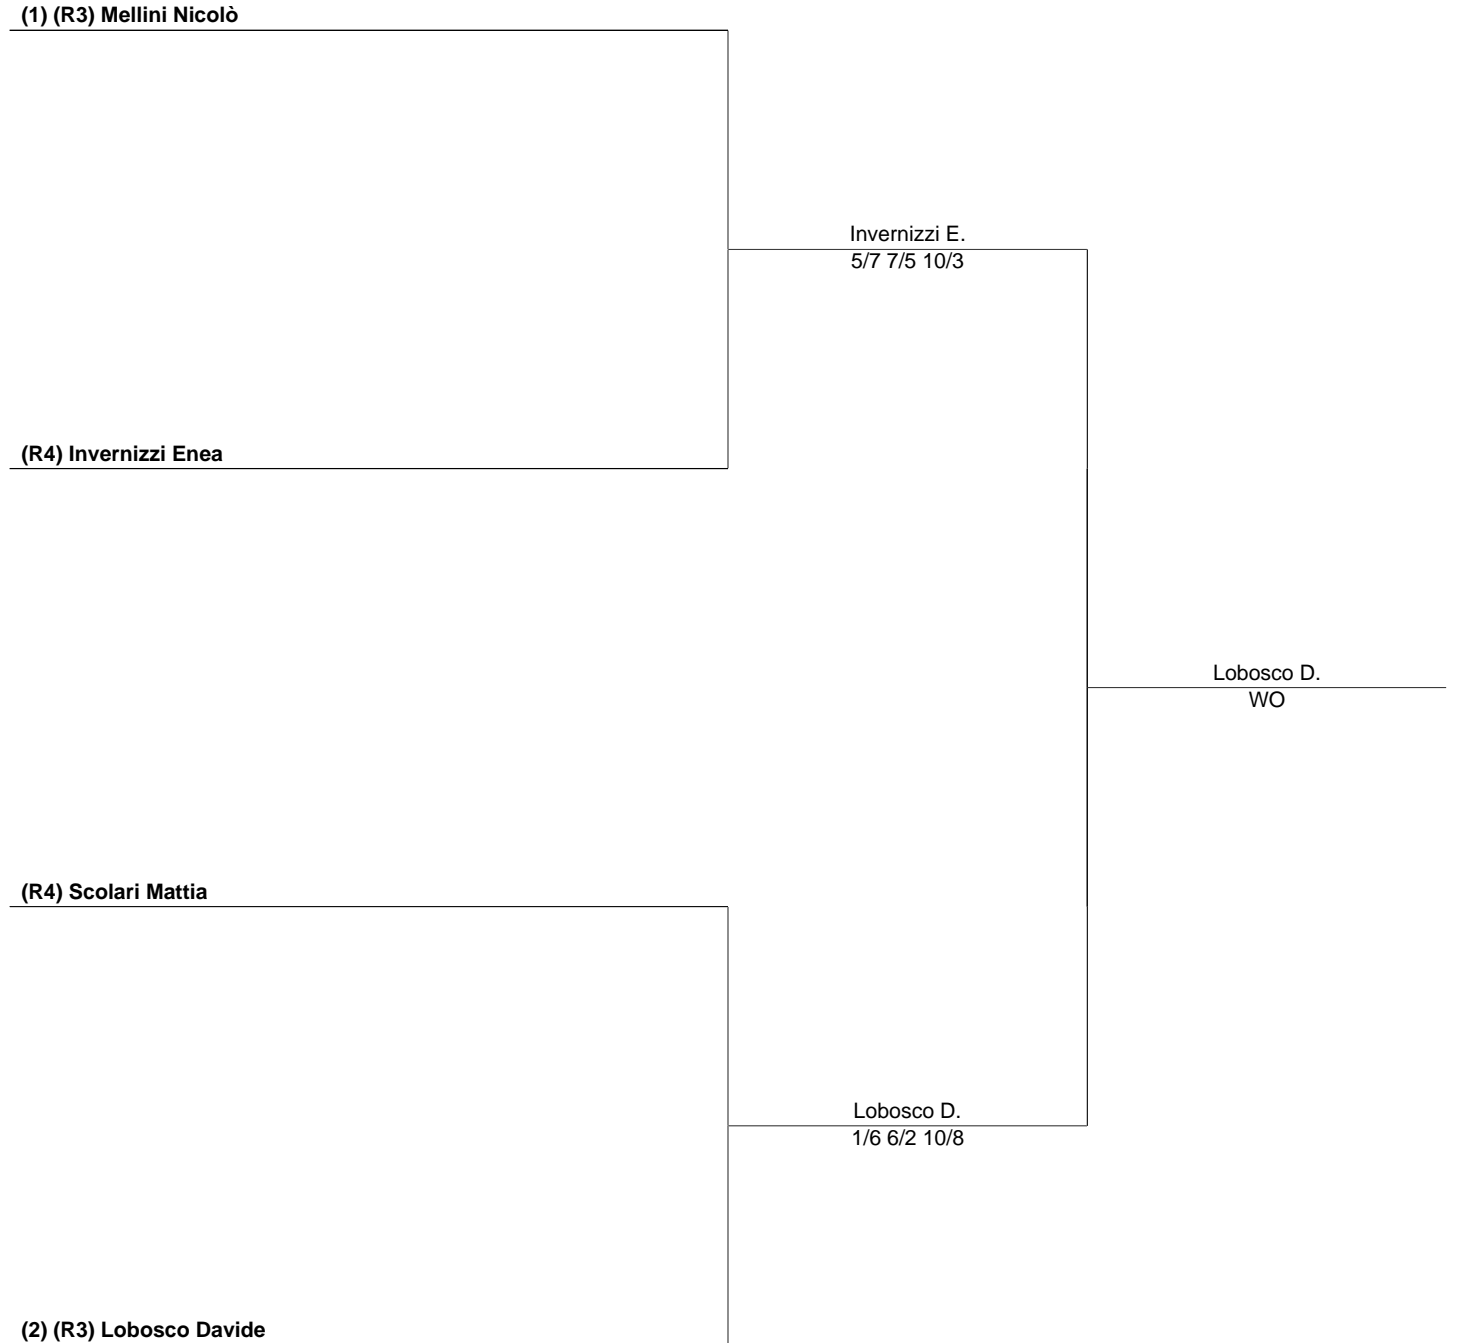 (1) (R3) Mellini Nicolò
Invernizzi E.
5/7 7/5 10/3
(R4) Invernizzi Enea
Lobosco D.
WO
(R4) Scolari Mattia
Lobosco D.
1/6 6/2 10/8
(2) (R3) Lobosco Davide